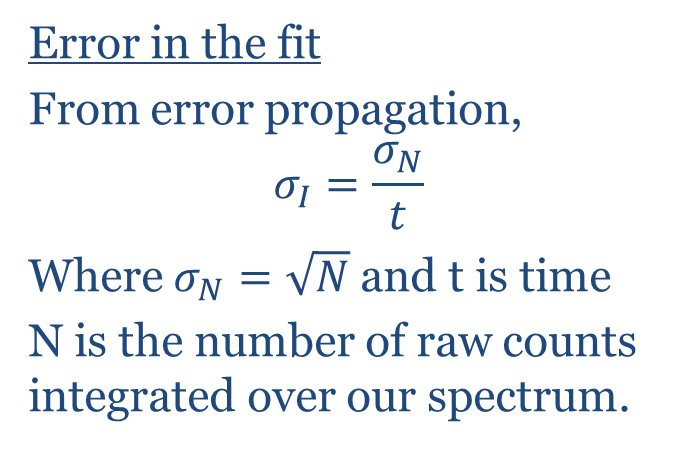 Error in the fit
From error propagation,
σ_I = σ_N / t
Where σ_N = √N and t is time
N is the number of raw counts
integrated over our spectrum.